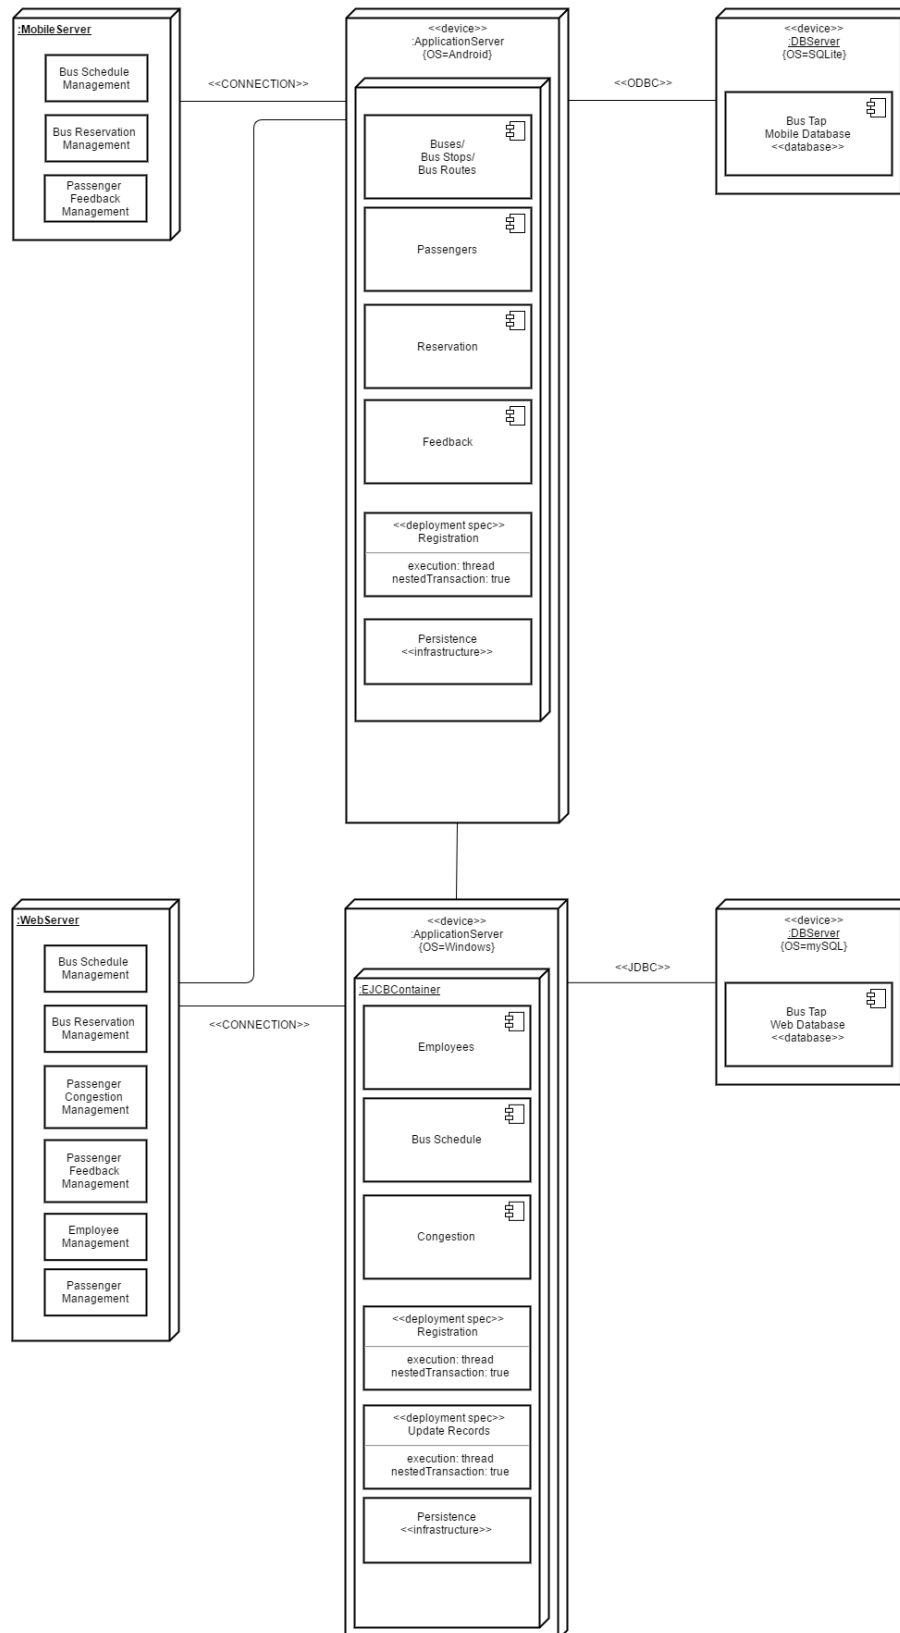 :MobileServer
Bus Schedule
Management
Bus Reservation
Management
Passenger
Feedback
Management
<<CONNECTION>>
<<device>>
:ApplicationServer
{OS=Android}
Buses/
Bus Stops/
Bus Routes
Passengers
Reservation
Feedback
<<deployment spec>>
Registration
execution: thread
nestedTransaction: true
Persistence
<<infrastructure>>
<<ODBC>>
<<device>>
:DBServer
{OS=SQLite}
Bus Tap
Mobile Database
<<database>>
:WebServer
Bus Schedule
Management
Bus Reservation
Management
Passenger
Congestion
Management
Passenger
Feedback
Management
Employee
Management
Passenger
Management
<<CONNECTION>>
<<device>>
:ApplicationServer
{OS=Windows}
:EJCBContainer
Employees
Bus Schedule
Congestion
<<deployment spec>>
Registration
execution: thread
nestedTransaction: true
<<deployment spec>>
Update Records
execution: thread
nestedTransaction: true
Persistence
<<infrastructure>>
<<JDBC>>
<<device>>
:DBServer
{OS=mySQL}
Bus Tap
Web Database
<<database>>